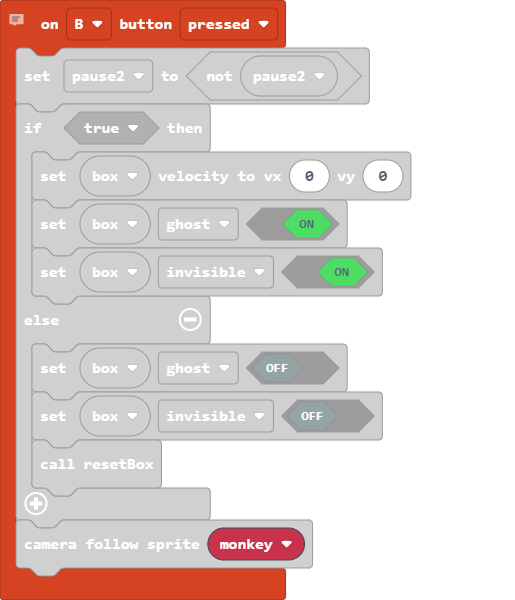 on B button pressed
set pause2 to not pause2
if true then
set box velocity to vx 0 vy 0
set box ghost ON
set box invisible ON
else
set box ghost OFF
set box invisible OFF
call resetBox
camera follow sprite monkey